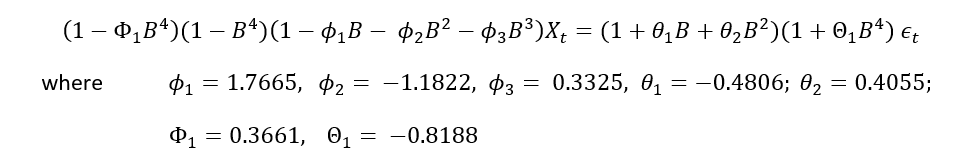 (1 − Φ₁B⁴)(1 − B⁴)(1 − ϕ₁B − ϕ₂B² − ϕ₃B³)Xₜ = (1 + θ₁B + θ₂B²)(1 + Θ₁B⁴) ϵₜ
where ϕ₁ = 1.7665, ϕ₂ = −1.1822, ϕ₃ = 0.3325, θ₁ = −0.4806; θ₂ = 0.4055;
Φ₁ = 0.3661, Θ₁ = −0.8188